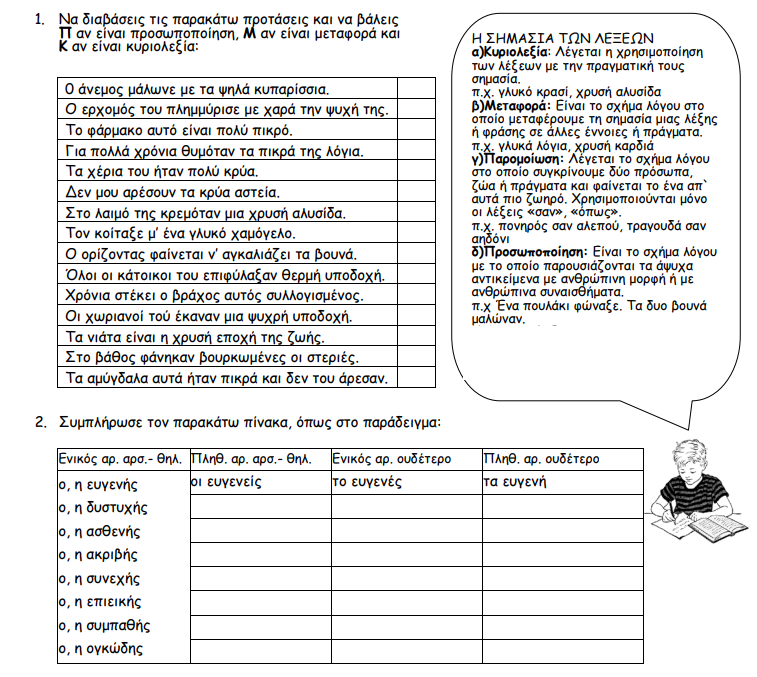 1. Να διαβάσεις τις παρακάτω προτάσεις και να βάλεις
Π αν είναι προσωποποίηση, Μ αν είναι μεταφορά και
Κ αν είναι κυριολεξία:
Ο άνεμος μάλωνε με τα ψηλά κυπαρίσσια.
Ο ερχομός του πλημμύρισε με χαρά την ψυχή της.
Το φάρμακο αυτό είναι πολύ πικρό.
Για πολλά χρόνια θυμόταν τα πικρά της λόγια.
Τα χέρια του ήταν πολύ κρύα.
Δεν μου αρέσουν τα κρύα αστεία.
Στο λαιμό της κρεμόταν μια χρυσή αλυσίδα.
Τον κοίταξε μ’ ένα γλυκό χαμόγελο.
Ο ορίζοντας φαίνεται ν’ αγκαλιάζει τα βουνά.
Όλοι οι κάτοικοι του επιφύλαξαν θερμή υποδοχή.
Χρόνια στέκει ο βράχος αυτός συλλογισμένος.
Οι χωριανοί τού έκαναν μια ψυχρή υποδοχή.
Τα νιάτα είναι η χρυσή εποχή της ζωής.
Στο βάθος φάνηκαν βουρκωμένες οι στεριές.
Τα αμύγδαλα αυτά ήταν πικρά και δεν του άρεσαν.
Η ΣΗΜΑΣΙΑ ΤΩΝ ΛΕΞΕΩΝ
α)Κυριολεξία: Λέγεται η χρησιμοποίηση
των λέξεων με την πραγματική τους
σημασία.
π.χ. γλυκό κρασί, χρυσή αλυσίδα
β)Μεταφορά: Είναι το σχήμα λόγου στο
οποίο μεταφέρουμε τη σημασία μιας λέξης
ή φράσης σε άλλες έννοιες ή πράγματα.
π.χ. γλυκά λόγια, χρυσή καρδιά
γ)Παρομοίωση: Λέγεται το σχήμα λόγου
στο οποίο συγκρίνουμε δύο πρόσωπα,
ζώα ή πράγματα και φαίνεται το ένα απ`
αυτά πιο ζωηρό. Χρησιμοποιούνται μόνο
οι λέξεις «σαν», «όπως».
π.χ. πονηρός σαν αλεπού, τραγουδά σαν
αηδόνι
δ)Προσωποποίηση: Είναι το σχήμα λόγου
με το οποίο παρουσιάζονται τα άψυχα
αντικείμενα με ανθρώπινη μορφή ή με
ανθρώπινα συναισθήματα.
π.χ Ένα πουλάκι φώναξε. Τα δυο βουνά
μαλώναν.
2. Συμπλήρωσε τον παρακάτω πίνακα, όπως στο παράδειγμα:
Ενικός αρ. αρσ.- θηλ. Πληθ. αρ. αρσ.- θηλ. Ενικός αρ. ουδέτερο Πληθ. αρ. ουδέτερο
ο, η ευγενής οι ευγενείς το ευγενές τα ευγενή
ο, η δυστυχής
ο, η ασθενής
ο, η ακριβής
ο, η συνεχής
ο, η επιεικής
ο, η συμπαθής
ο, η ογκώδης